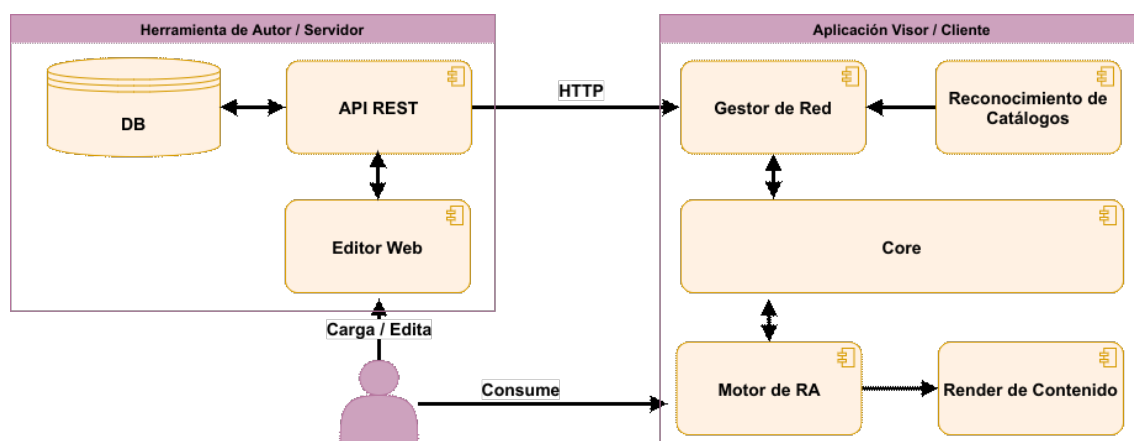 Herramienta de Autor / Servidor
Aplicación Visor / Cliente
DB
API REST
HTTP
Gestor de Red
Reconocimiento de
Catálogos
Editor Web
Core
Carga / Edita
Consume
Motor de RA
Render de Contenido